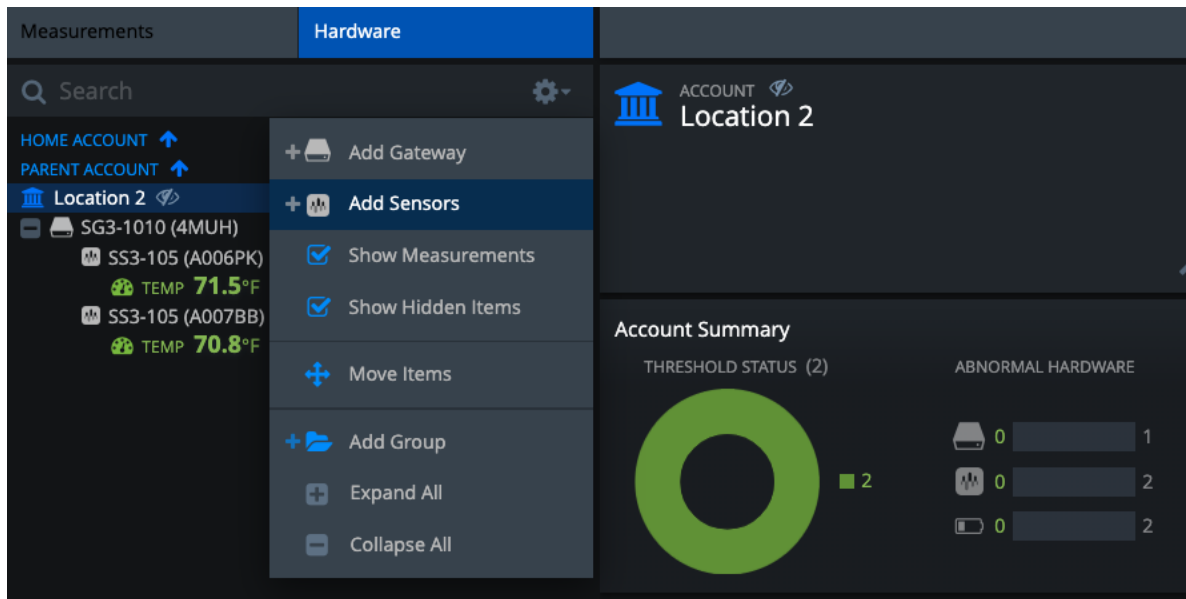 Measurements
Hardware
Search
HOME ACCOUNT
PARENT ACCOUNT
Location 2
SG3-1010 (4MUH)
SS3-105 (A006PK)
TEMP 71.5°F
SS3-105 (A007BB)
TEMP 70.8°F
Add Gateway
Add Sensors
Show Measurements
Show Hidden Items
Move Items
Add Group
Expand All
Collapse All
ACCOUNT
Location 2
Account Summary
THRESHOLD STATUS (2)
2
ABNORMAL HARDWARE
0 1
0 2
0 2